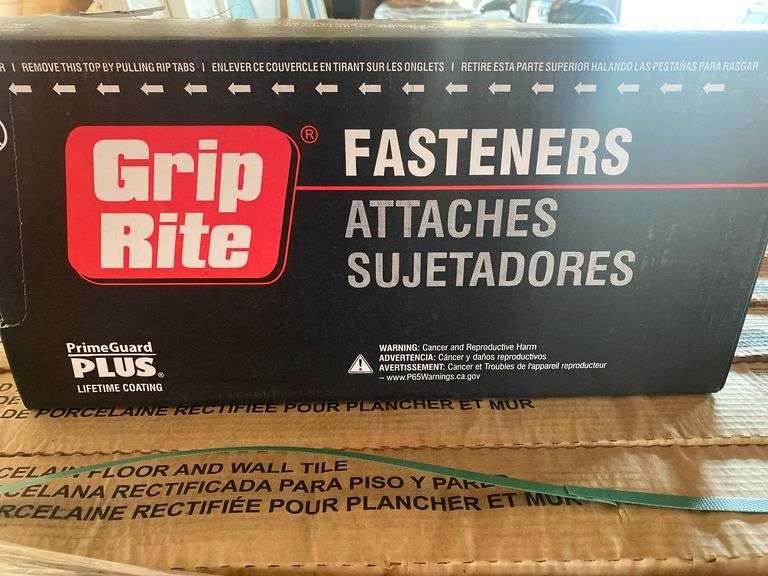 R | REMOVE THIS TOP BY PULLING RIP TABS | ENLEVER CE COUVERCLE EN TIRANT SUR LES ONGLETS | RETIRE ESTA PARTE SUPERIOR HALANDO LAS PESTAÑAS PARA RASGAR
Grip
Rite®
FASTENERS
ATTACHES
SUJETADORES
PrimeGuard
PLUS®
LIFETIME COATING
WARNING: Cancer and Reproductive Harm
ADVERTENCIA: Cáncer y daños reproductivos
AVERTISSEMENT: Cancer et Troubles de l'appareil reproducteur
– www.P65Warnings.ca.gov
DE PORCELAINE RECTIFIÉE POUR PLANCHER ET MUR
CELAIN FLOOR AND WALL TILE
CELANA RECTIFICADA PARA PISO Y PARED
RCELAINE RECTIFIÉE POUR PLANCHER ET MUR